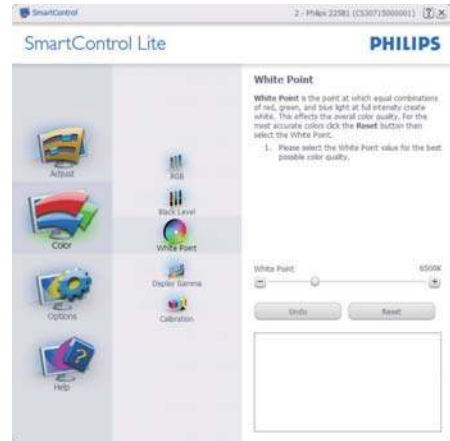 SmartControl
2 - Philips 225B1 (CS30715000001)
SmartControl Lite
PHILIPS
Adjust
Color
Options
Help
RGB
Black Level
White Point
Display Gamma
Calibration
White Point
White Point is the point at which equal combinations
of red, green, and blue light at full intensity create
white. This effects the overall color quality. For the
most accurate colors click the Reset button then
select the White Point.
1. Please select the White Point value for the best
possible color quality.
White Point
6500K
Undo
Reset